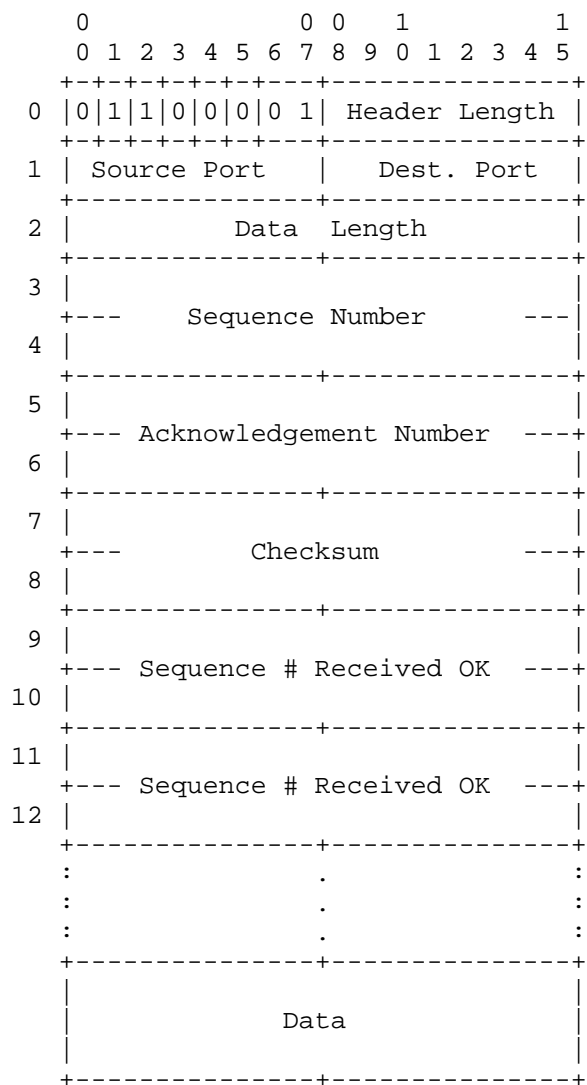 0             0 0   1         1
    0 1 2 3 4 5 6 7 8 9 0 1 2 3 4 5
   +-+-+-+-+-+-+---+---------------+
 0 |0|1|1|0|0|0|0 1| Header Length |
   +-+-+-+-+-+-+---+---------------+
 1 | Source Port   |   Dest. Port  |
   +---------------+---------------+
 2 |          Data  Length         |
   +---------------+---------------+
 3 |                               |
   +---    Sequence Number      ---|
 4 |                               |
   +---------------+---------------+
 5 |                               |
   +--- Acknowledgement Number  ---+
 6 |                               |
   +---------------+---------------+
 7 |                               |
   +---        Checksum         ---+
 8 |                               |
   +---------------+---------------+
 9 |                               |
   +--- Sequence # Received OK  ---+
10 |                               |
   +---------------+---------------+
11 |                               |
   +--- Sequence # Received OK  ---+
12 |                               |
   +---------------+---------------+
   :               .               :
   :               .               :
   :               .               :
   +---------------+---------------+
   |                               |
   |             Data              |
   |                               |
   +---------------+---------------+